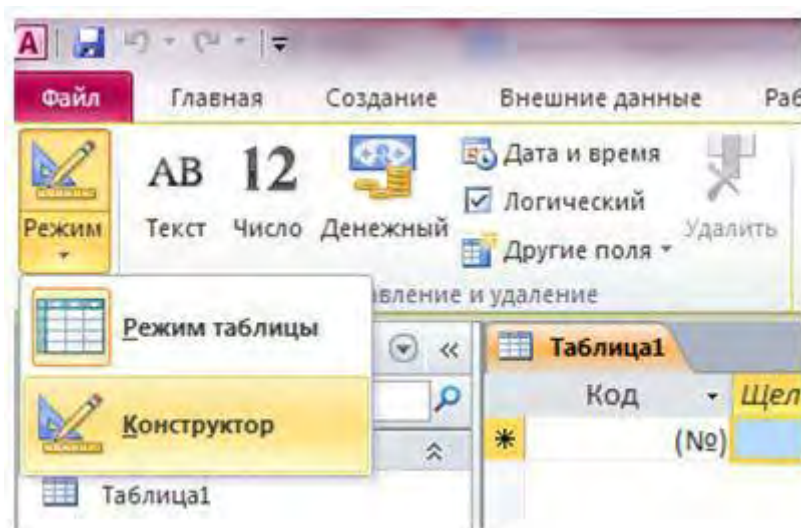 A
Файл Главная Создание Внешние данные
Режим
AB
Текст
12
Число
Денежный
Дата и время
Логический
Другие поля
Удалить
и удаление
Режим таблицы
Конструктор
Таблица1
Таблица1
Код
(№)